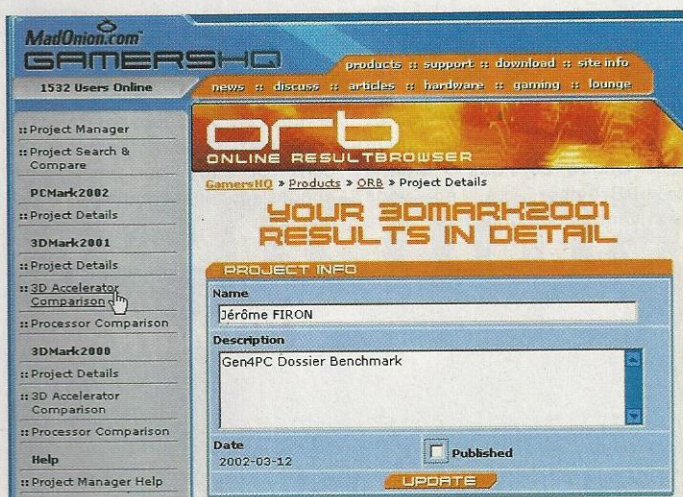 MadOnion.com
GAMERSHQ
products :: support :: download :: site info
1532 Users Online
news :: discuss :: articles :: hardware :: gaming :: lounge
:: Project Manager
:: Project Search &
Compare
PCMark2002
:: Project Details
3DMark2001
:: Project Details
:: 3D Accelerator
Comparison
:: Processor Comparison
3DMark2000
:: Project Details
:: 3D Accelerator
Comparison
:: Processor Comparison
Help
:: Project Manager Help
orb
ONLINE RESULTBROWSER
GamersHQ > Products > ORB > Project Details
YOUR 3DMARK2001
RESULTS IN DETAIL
PROJECT INFO
Name
Jérôme FIRON
Description
Gen4PC Dossier Benchmark
Date
2002-03-12
Published
UPDATE